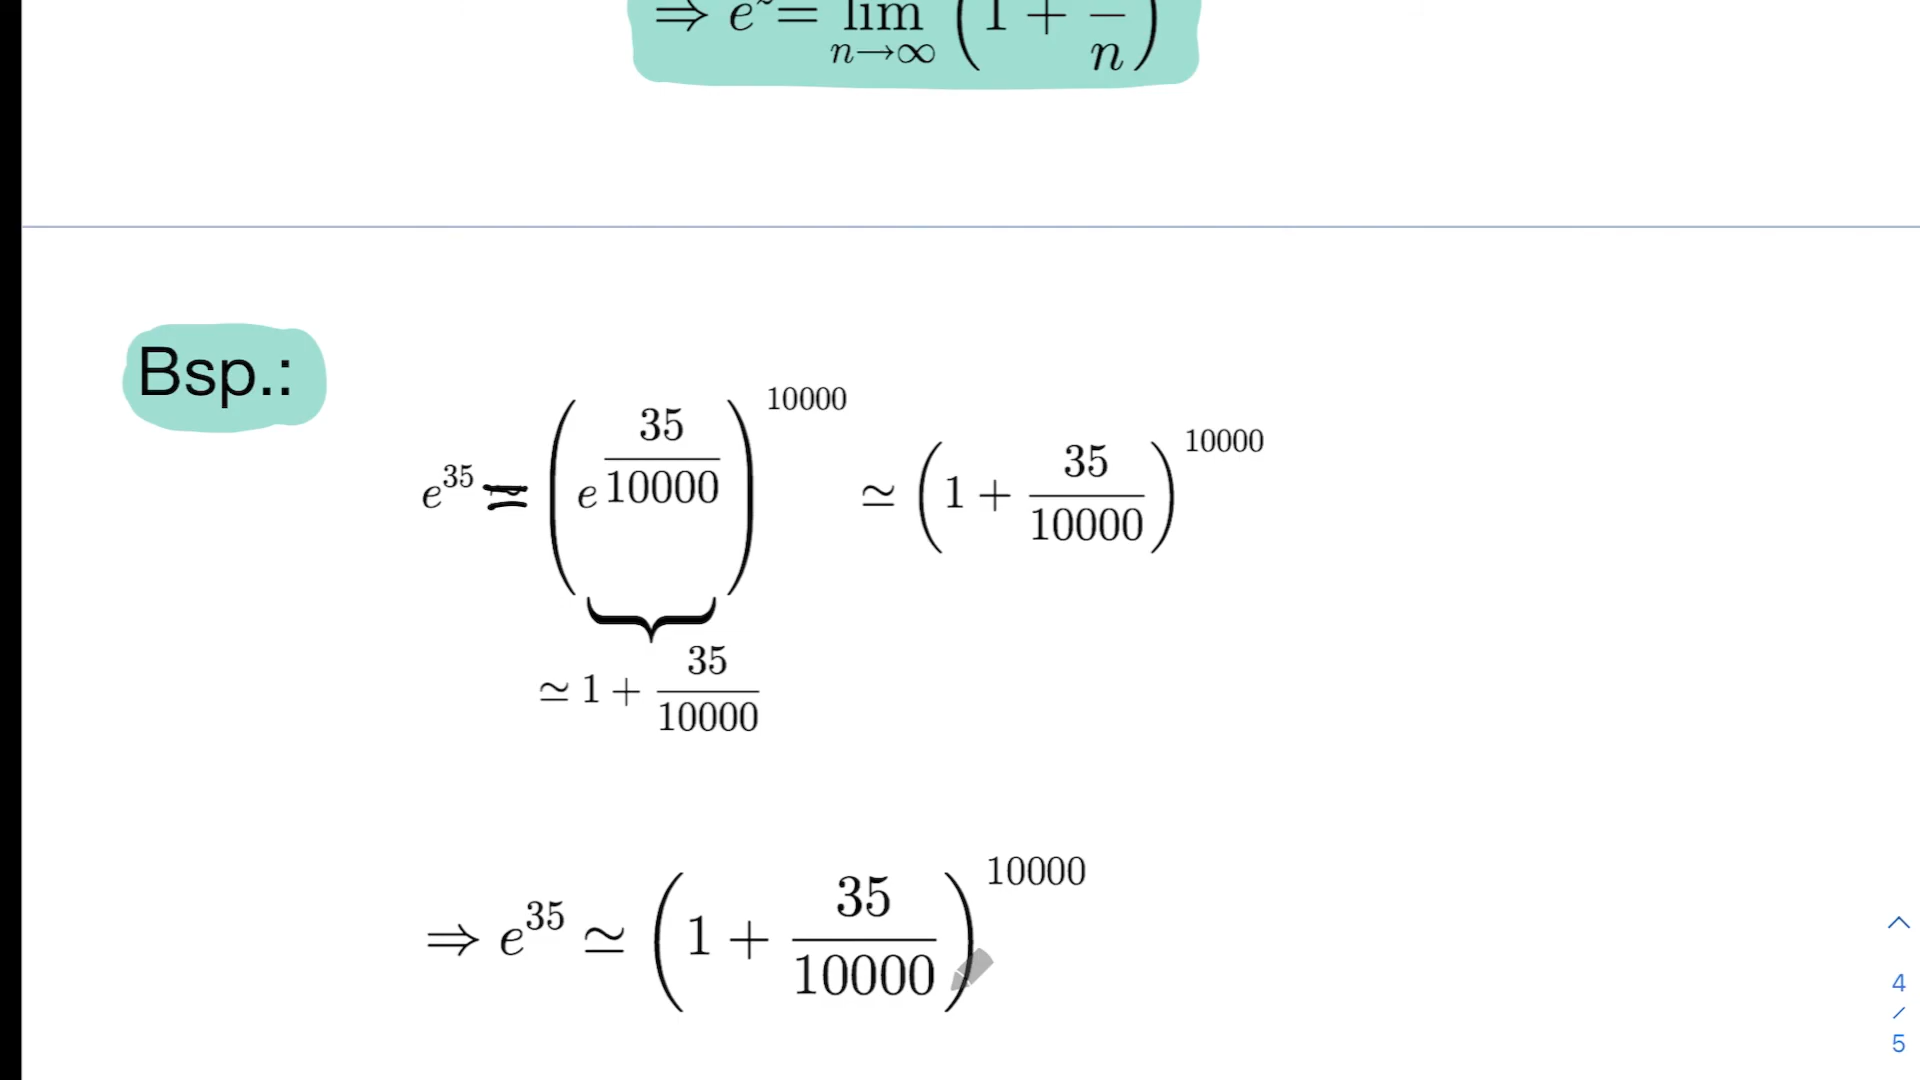 ⇒ e = lim (1 + — )
n→∞ n
Bsp.:
e^35 = (e^(35/10000))^10000 ≃ (1 + 35/10000)^10000
≃ 1 + 35/10000
⇒ e^35 ≃ (1 + 35/10000)^10000
4
/
5